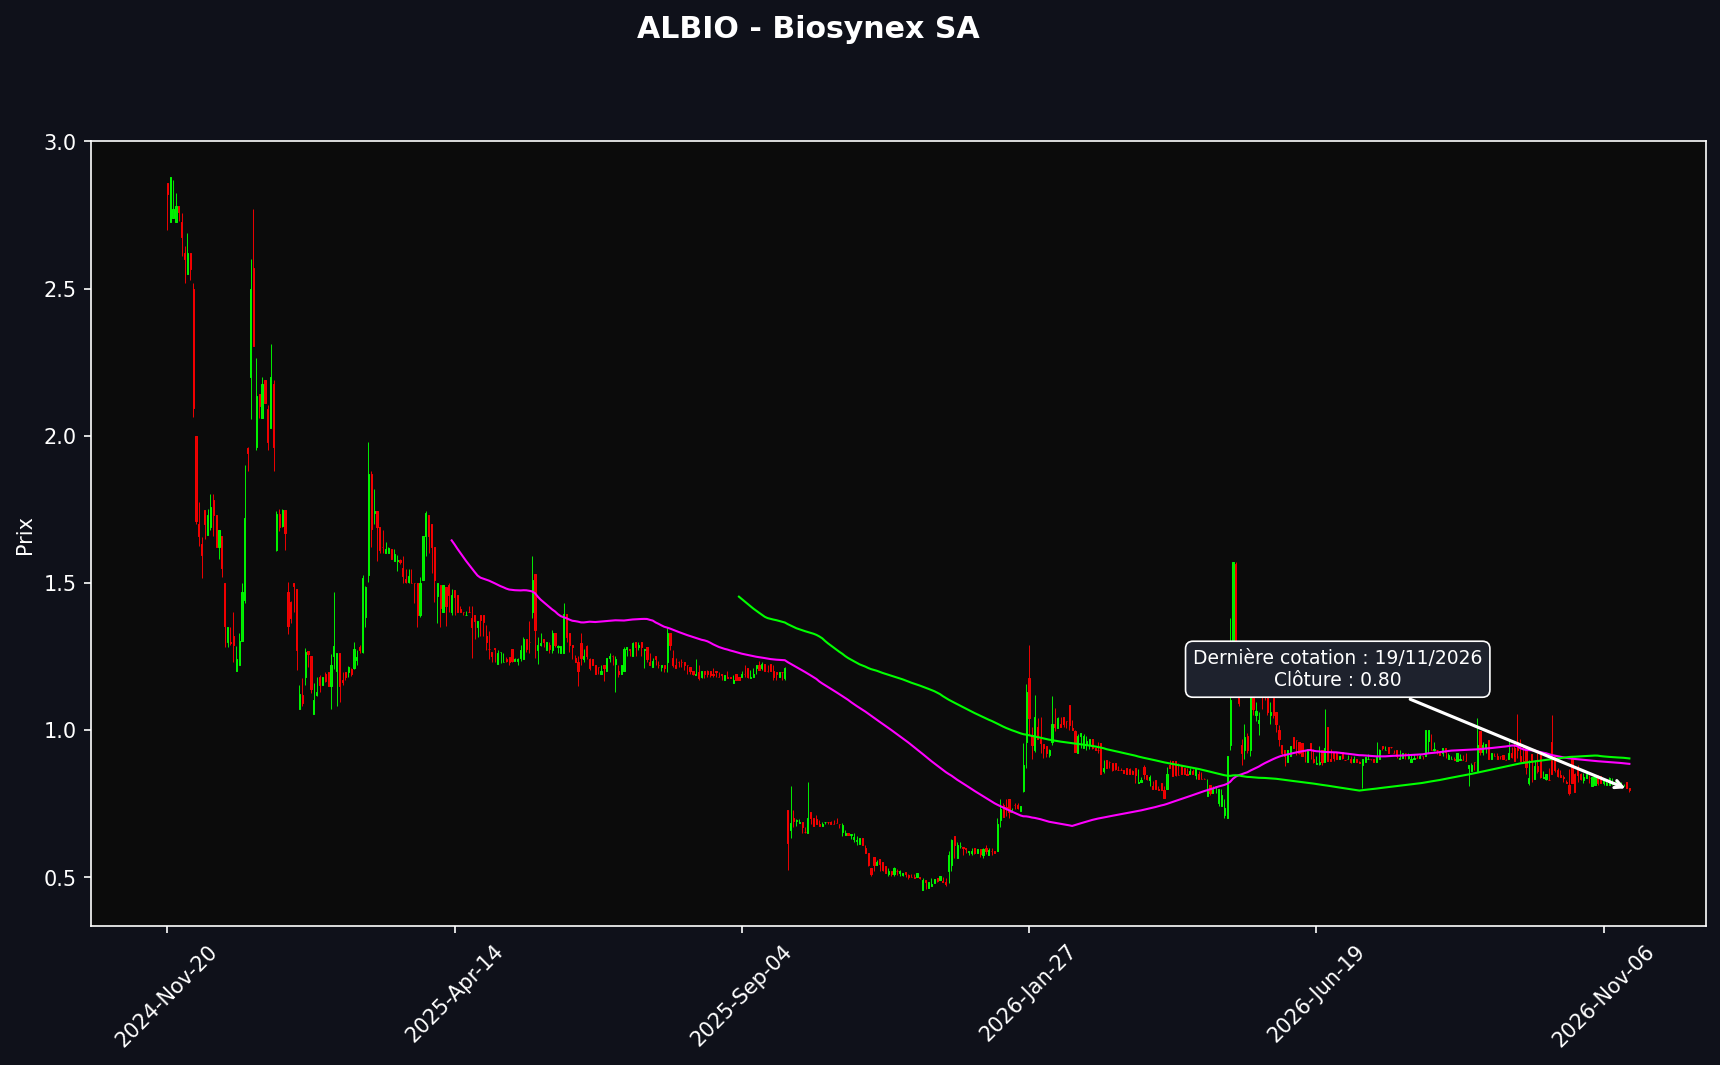 ALBIO - Biosynex SA
Prix
3.0
2.5
2.0
1.5
1.0
0.5
Dernière cotation : 19/11/2026
Clôture : 0.80
2024-Nov-20
2025-Apr-14
2025-Sep-04
2026-Jan-27
2026-Jun-19
2026-Nov-06